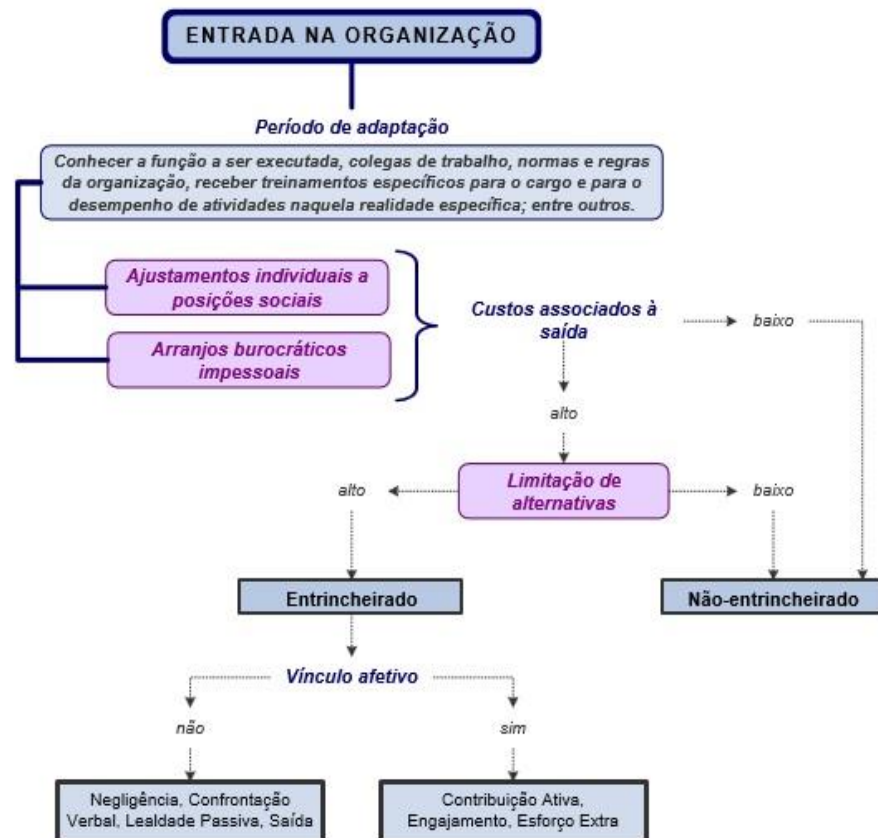 ENTRADA NA ORGANIZAÇÃO
Período de adaptação
Conhecer a função a ser executada, colegas de trabalho, normas e regras
da organização, receber treinamentos específicos para o cargo e para o
desempenho de atividades naquela realidade específica; entre outros.
Ajustamentos individuais a
posições sociais
Arranjos burocráticos
impessoais
Custos associados à
saída
baixo
alto
Limitação de
alternativas
alto
baixo
Entrincheirado
Não-entrincheirado
Vínculo afetivo
não
sim
Negligência, Confrontação
Verbal, Lealdade Passiva, Saída
Contribuição Ativa,
Engajamento, Esforço Extra